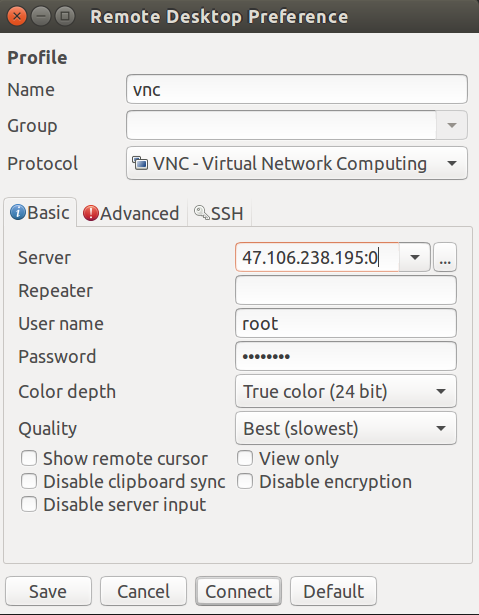 Remote Desktop Preference
Profile
Name vnc
Group
Protocol VNC - Virtual Network Computing
Basic Advanced SSH
Server 47.106.238.195:0 ...
Repeater
User name root
Password ••••••••
Color depth True color (24 bit)
Quality Best (slowest)
Show remote cursor View only
Disable clipboard sync Disable encryption
Disable server input
Save Cancel Connect Default